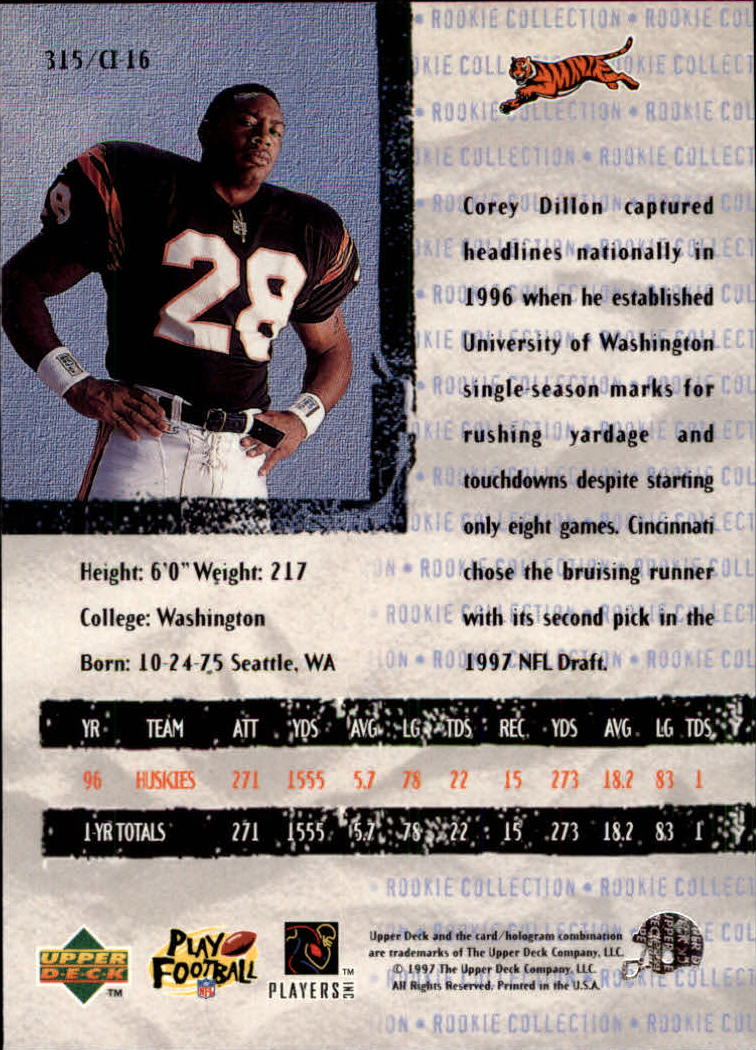 315/CI 16
28
8
Corey Dillon captured
headlines nationally in
1996 when he established
University of Washington
single-season marks for
rushing yardage and
touchdowns despite starting
only eight games. Cincinnati
chose the bruising runner
with its second pick in the
1997 NFL Draft.
Height: 6'0" Weight: 217
College: Washington
Born: 10-24-75 Seattle, WA
YR TEAM ATT YDS AVG LG TDS REC YDS AVG LG TDS
96 HUSKIES 271 1555 5.7 78 22 15 273 18.2 83 1
1-YR TOTALS 271 1555 5.7 78 22 15 273 18.2 83 1
ROOKIE COLLECTION • ROOKIE COLLECTION
UPPER
DECK
TM
PLAY
FOOTBALL
NFL
PLAYERS INC
TM
Upper Deck and the card/hologram combination
are trademarks of The Upper Deck Company, LLC.
© 1997 The Upper Deck Company, LLC.
All Rights Reserved. Printed in the U.S.A.